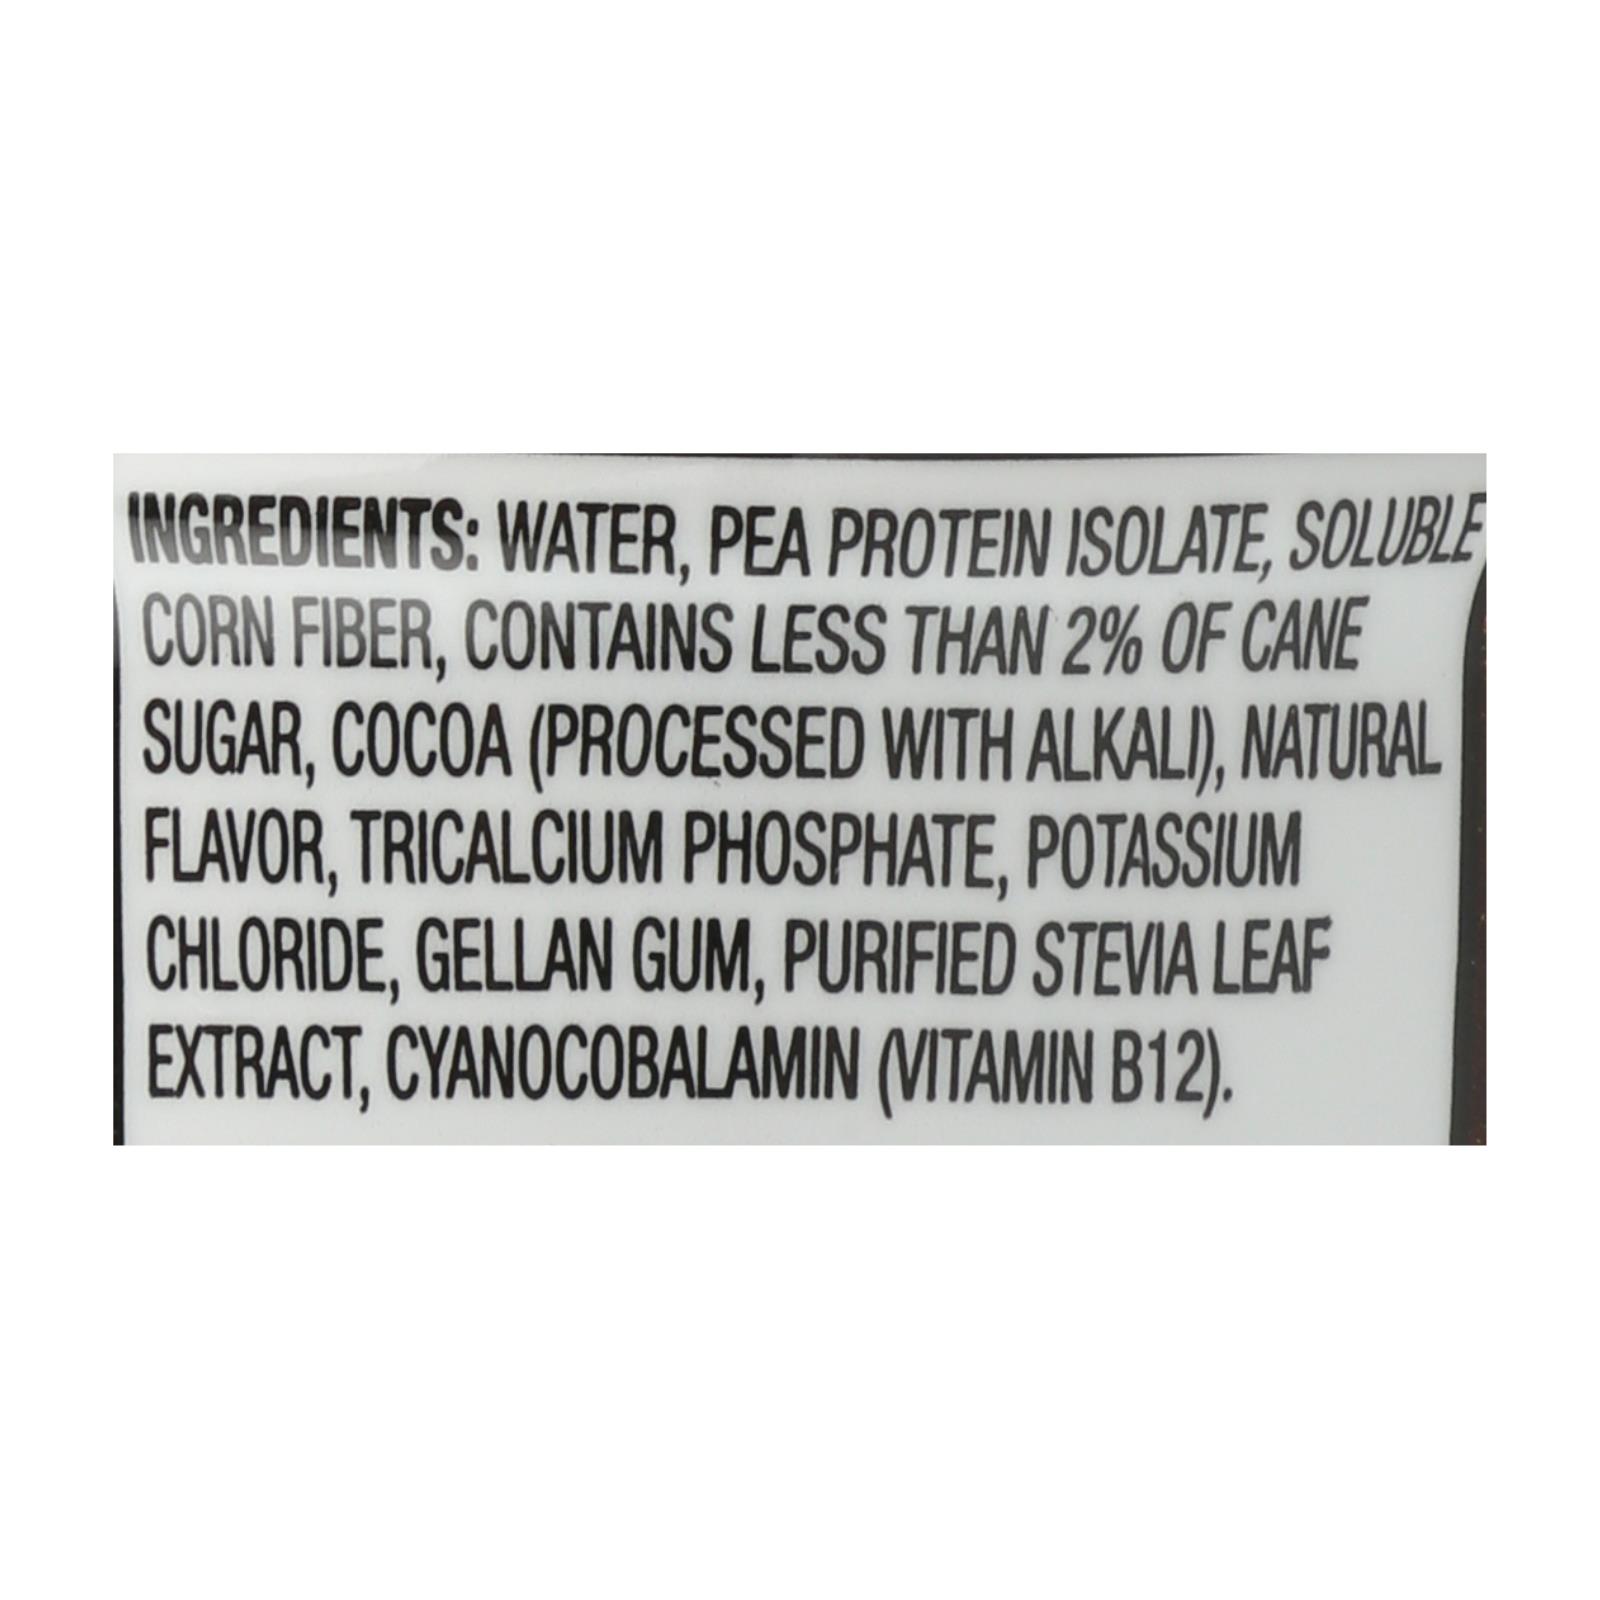 INGREDIENTS: WATER, PEA PROTEIN ISOLATE, SOLUBLE
CORN FIBER, CONTAINS LESS THAN 2% OF CANE
SUGAR, COCOA (PROCESSED WITH ALKALI), NATURAL
FLAVOR, TRICALCIUM PHOSPHATE, POTASSIUM
CHLORIDE, GELLAN GUM, PURIFIED STEVIA LEAF
EXTRACT, CYANOCOBALAMIN (VITAMIN B12).